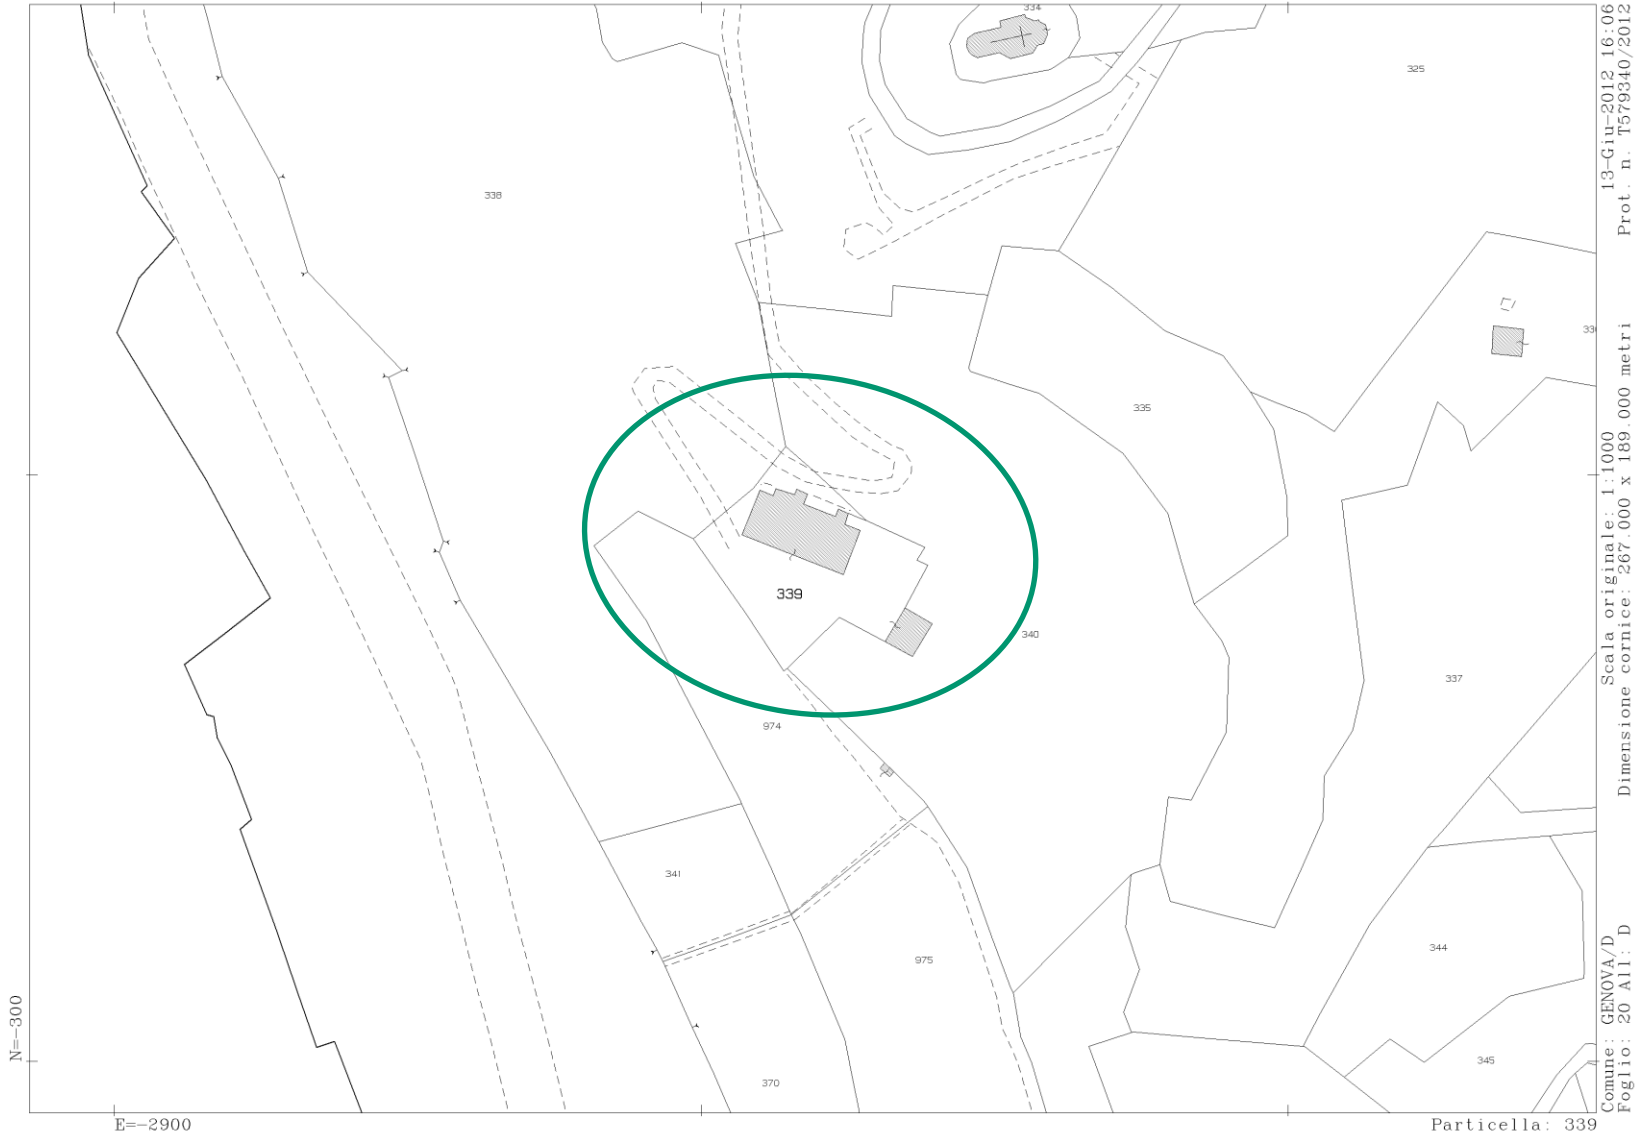 334
325
338
330
335
339
340
337
974
341
344
975
345
370
N=-300
E=-2900
Particella: 339
13-Giu-2012 16:06
Prot. n. T579340/2012
Scala originale: 1:1000
Dimensione cornice: 267.000 x 189.000 metri
Comune: GENOVA/D
Foglio: 20 All: D